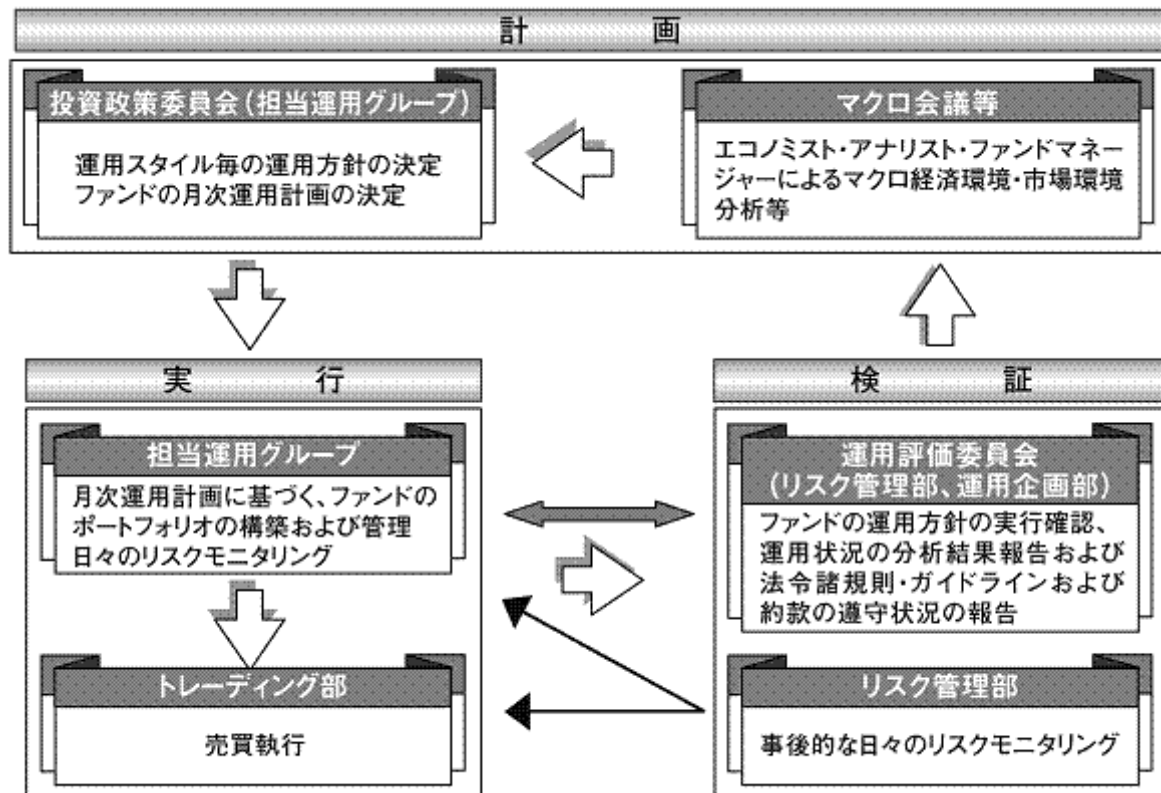 計画
投資政策委員会(担当運用グループ)
運用スタイル毎の運用方針の決定
ファンドの月次運用計画の決定
マクロ会議等
エコノミスト・アナリスト・ファンドマネー
ジャーによるマクロ経済環境・市場環境
分析等
実行
担当運用グループ
月次運用計画に基づく、ファンドの
ポートフォリオの構築および管理
日々のリスクモニタリング
トレーディング部
売買執行
検証
運用評価委員会
(リスク管理部、運用企画部)
ファンドの運用方針の実行確認、
運用状況の分析結果報告および
法令諸規則・ガイドラインおよび
約款の遵守状況の報告
リスク管理部
事後的な日々のリスクモニタリング